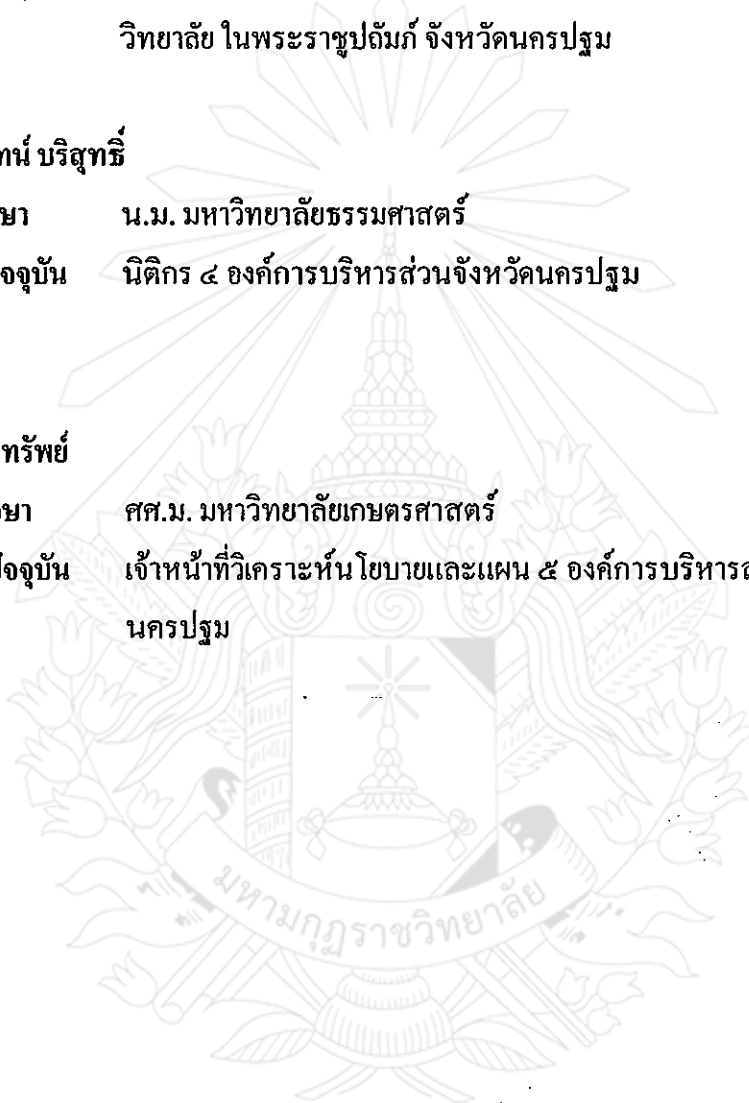 วิทยาลัย ในพระราชูปถัมภ์ จังหวัดนครปฐม
ทน์ บริสุทธิ์
ษา น.ม. มหาวิทยาลัยธรรมศาสตร์
จจุบัน นิติกร ๔ องค์การบริหารส่วนจังหวัดนครปฐม
ทรัพย์
ษา ศศ.ม. มหาวิทยาลัยเกษตรศาสตร์
ปัจจุบัน เจ้าหน้าที่วิเคราะห์นโยบายและแผน ๕ องค์การบริหารส
นครปฐม
มหามกุฏราชวิทยาลัย